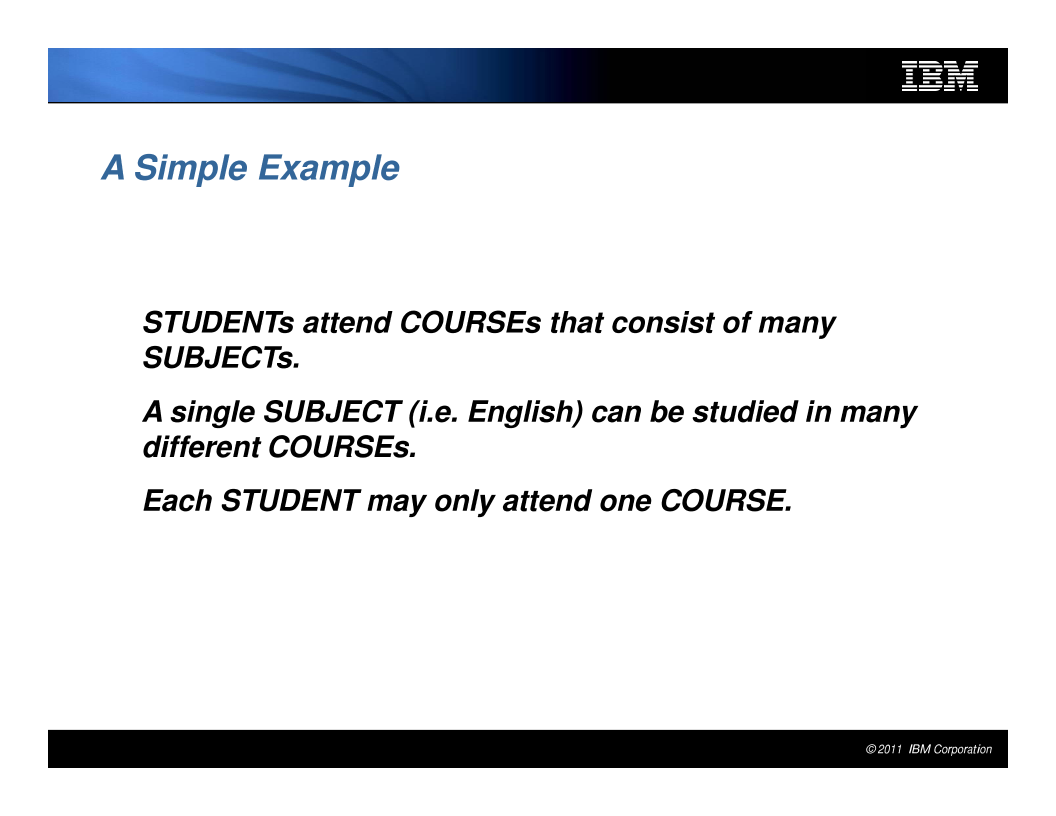 IBM
A Simple Example
STUDENTs attend COURSEs that consist of many
SUBJECTs.
A single SUBJECT (i.e. English) can be studied in many
different COURSEs.
Each STUDENT may only attend one COURSE.
© 2011 IBM Corporation